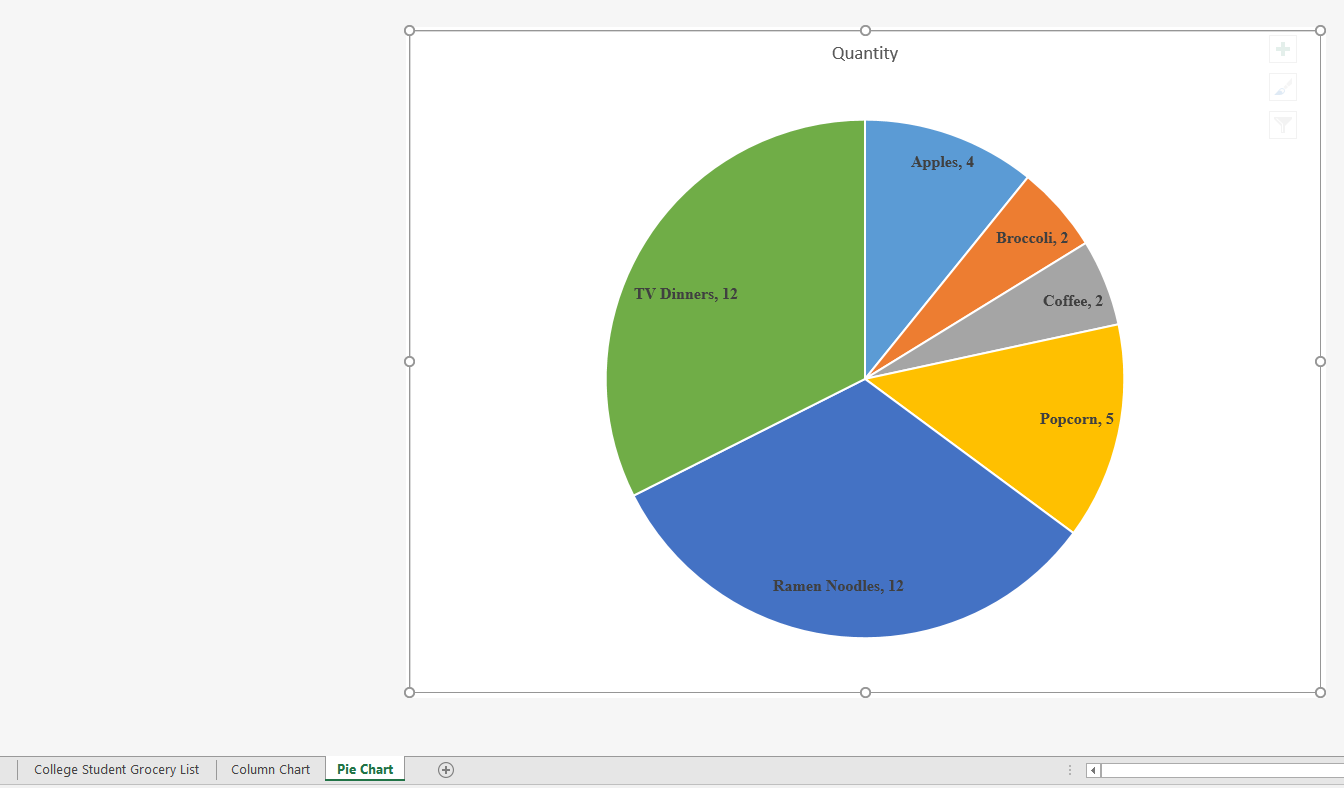 Quantity
Apples, 4
Broccoli, 2
TV Dinners, 12
Coffee, 2
Popcorn, 5
Ramen Noodles, 12
College Student Grocery List
Column Chart
Pie Chart